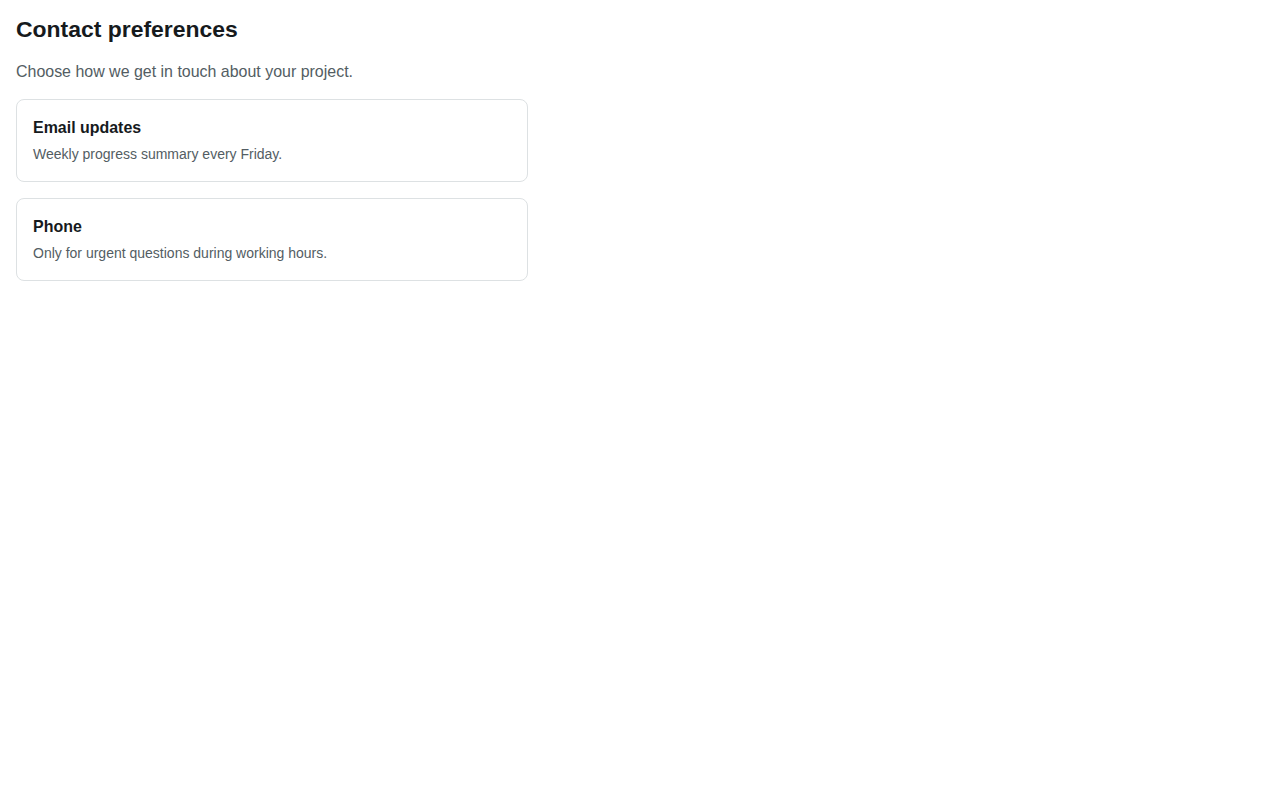 Contact preferences
Choose how we get in touch about your project.
Email updates
Weekly progress summary every Friday.
Phone
Only for urgent questions during working hours.